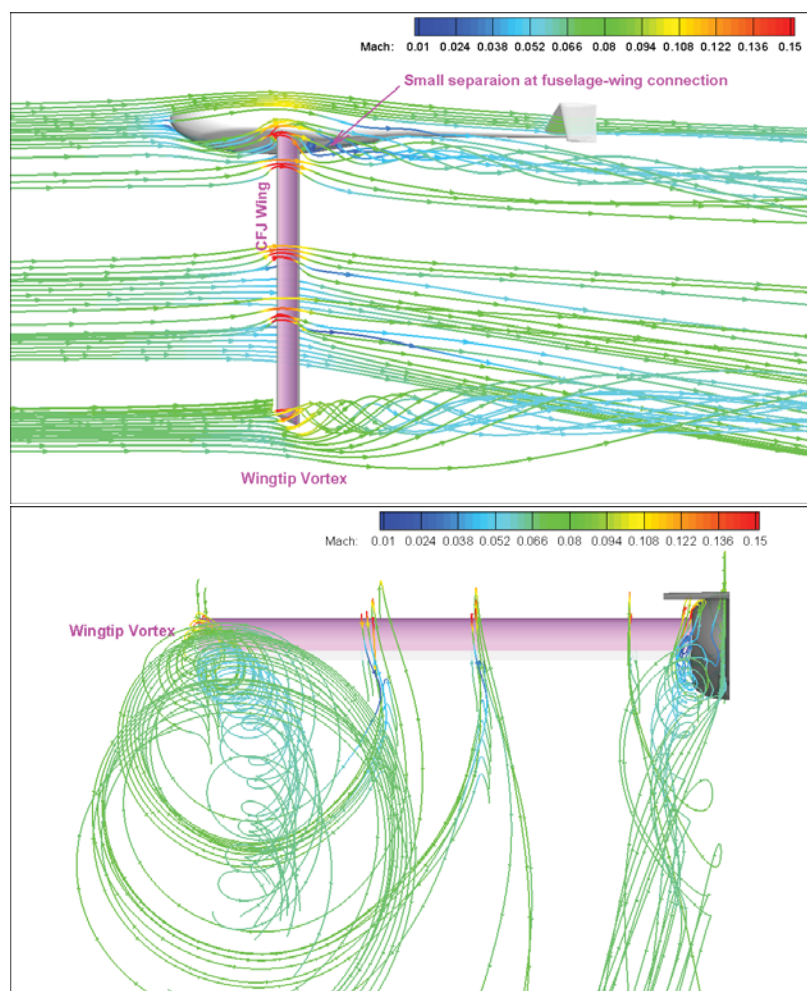 Mach: 0.01 0.024 0.038 0.052 0.066 0.08 0.094 0.108 0.122 0.136 0.15
Small separaion at fuselage-wing connection
CFJ Wing
Wingtip Vortex
Mach: 0.01 0.024 0.038 0.052 0.066 0.08 0.094 0.108 0.122 0.136 0.15
Wingtip Vortex